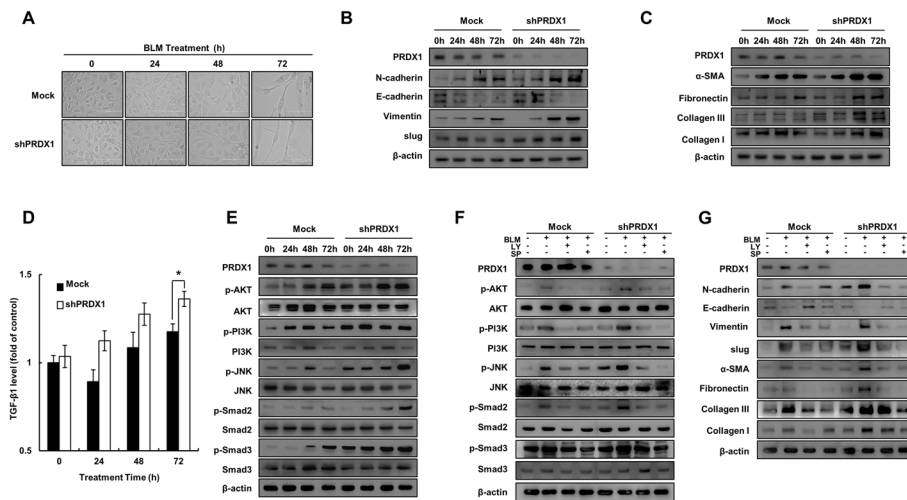 A
BLM Treatment (h)
0 24 48 72
Mock
shPRDX1
B
Mock shPRDX1
0h 24h 48h 72h 0h 24h 48h 72h
PRDX1
N-cadherin
E-cadherin
Vimentin
slug
β-actin
C
Mock shPRDX1
0h 24h 48h 72h 0h 24h 48h 72h
PRDX1
α-SMA
Fibronectin
Collagen III
Collagen I
β-actin
D
TGF-β1 level (fold of control)
1.5
1
0.5
Mock
shPRDX1
*
0 24 48 72
Treatment Time (h)
E
Mock shPRDX1
0h 24h 48h 72h 0h 24h 48h 72h
PRDX1
p-AKT
AKT
p-PI3K
PI3K
p-JNK
JNK
p-Smad2
Smad2
p-Smad3
Smad3
β-actin
F
Mock shPRDX1
BLM - + + + - + + +
LY - - + - - - + -
SP - - - + - - - +
PRDX1
p-AKT
AKT
p-PI3K
PI3K
p-JNK
JNK
p-Smad2
Smad2
p-Smad3
Smad3
β-actin
G
Mock shPRDX1
BLM - + + + - + + +
LY - - + - - - + -
SP - - - + - - - +
PRDX1
N-cadherin
E-cadherin
Vimentin
slug
α-SMA
Fibronectin
Collagen III
Collagen I
β-actin